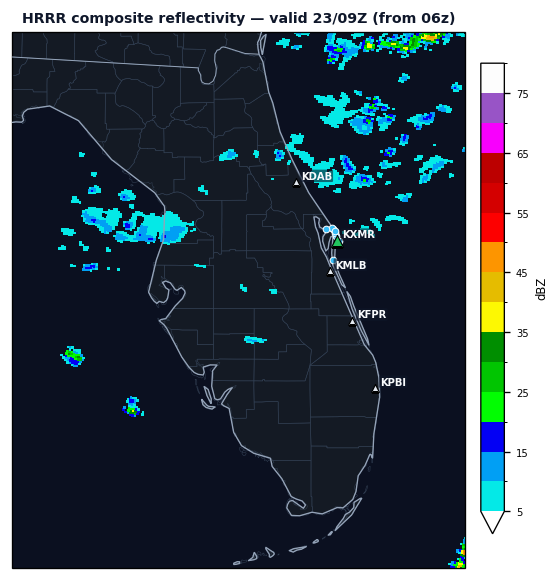 HRRR composite reflectivity — valid 23/09Z (from 06z)
KDAB
KXMR
KMLB
KFPR
KPBI
75
65
55
45
35
25
15
5
dBZ